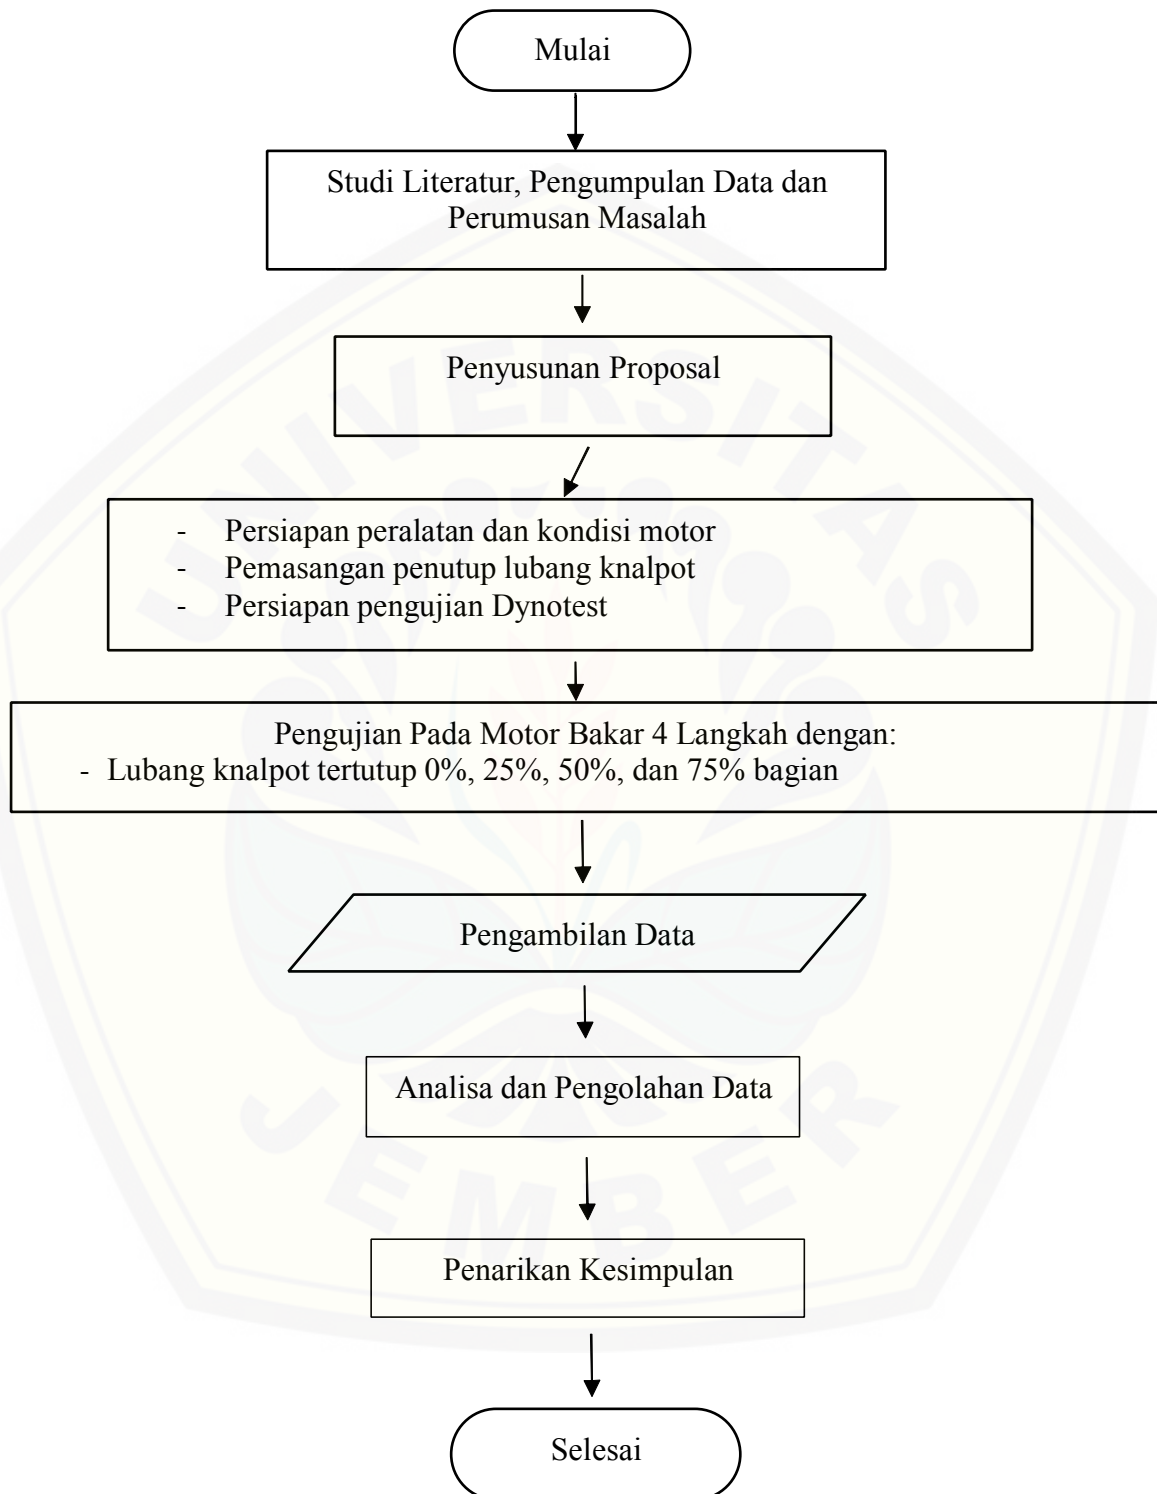 Mulai
Studi Literatur, Pengumpulan Data dan
Perumusan Masalah
Penyusunan Proposal
- Persiapan peralatan dan kondisi motor
- Pemasangan penutup lubang knalpot
- Persiapan pengujian Dynotest
Pengujian Pada Motor Bakar 4 Langkah dengan:
- Lubang knalpot tertutup 0%, 25%, 50%, dan 75% bagian
Pengambilan Data
Analisa dan Pengolahan Data
Penarikan Kesimpulan
Selesai
UNIVERSITAS
JEMBER